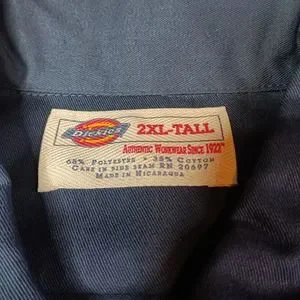 Dickies
2XL-TALL
AUTHENTIC WORKWEAR SINCE 1922
65% POLYESTER • 35% COTTON
CARE IN SIDE SEAM RN 20697
MADE IN NICARAGUA